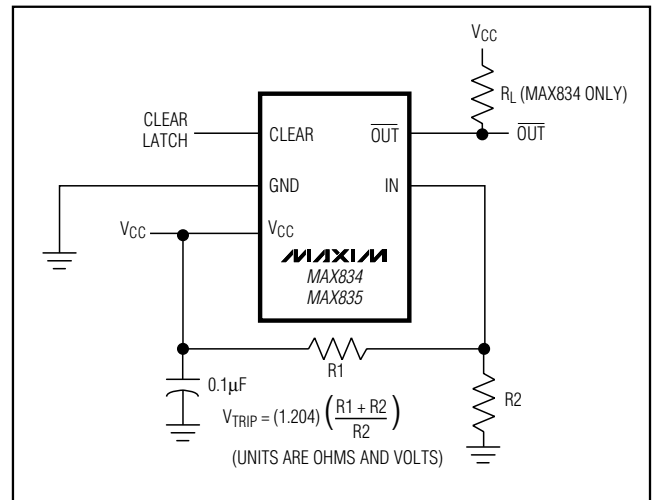 VCC
RL (MAX834 ONLY)
CLEAR
LATCH
CLEAR
OUT
OUT
GND
IN
VCC
VCC
MAXIM
MAX834
MAX835
R1
0.1µF
R2
VTRIP = (1.204) (R1 + R2 / R2)
(UNITS ARE OHMS AND VOLTS)